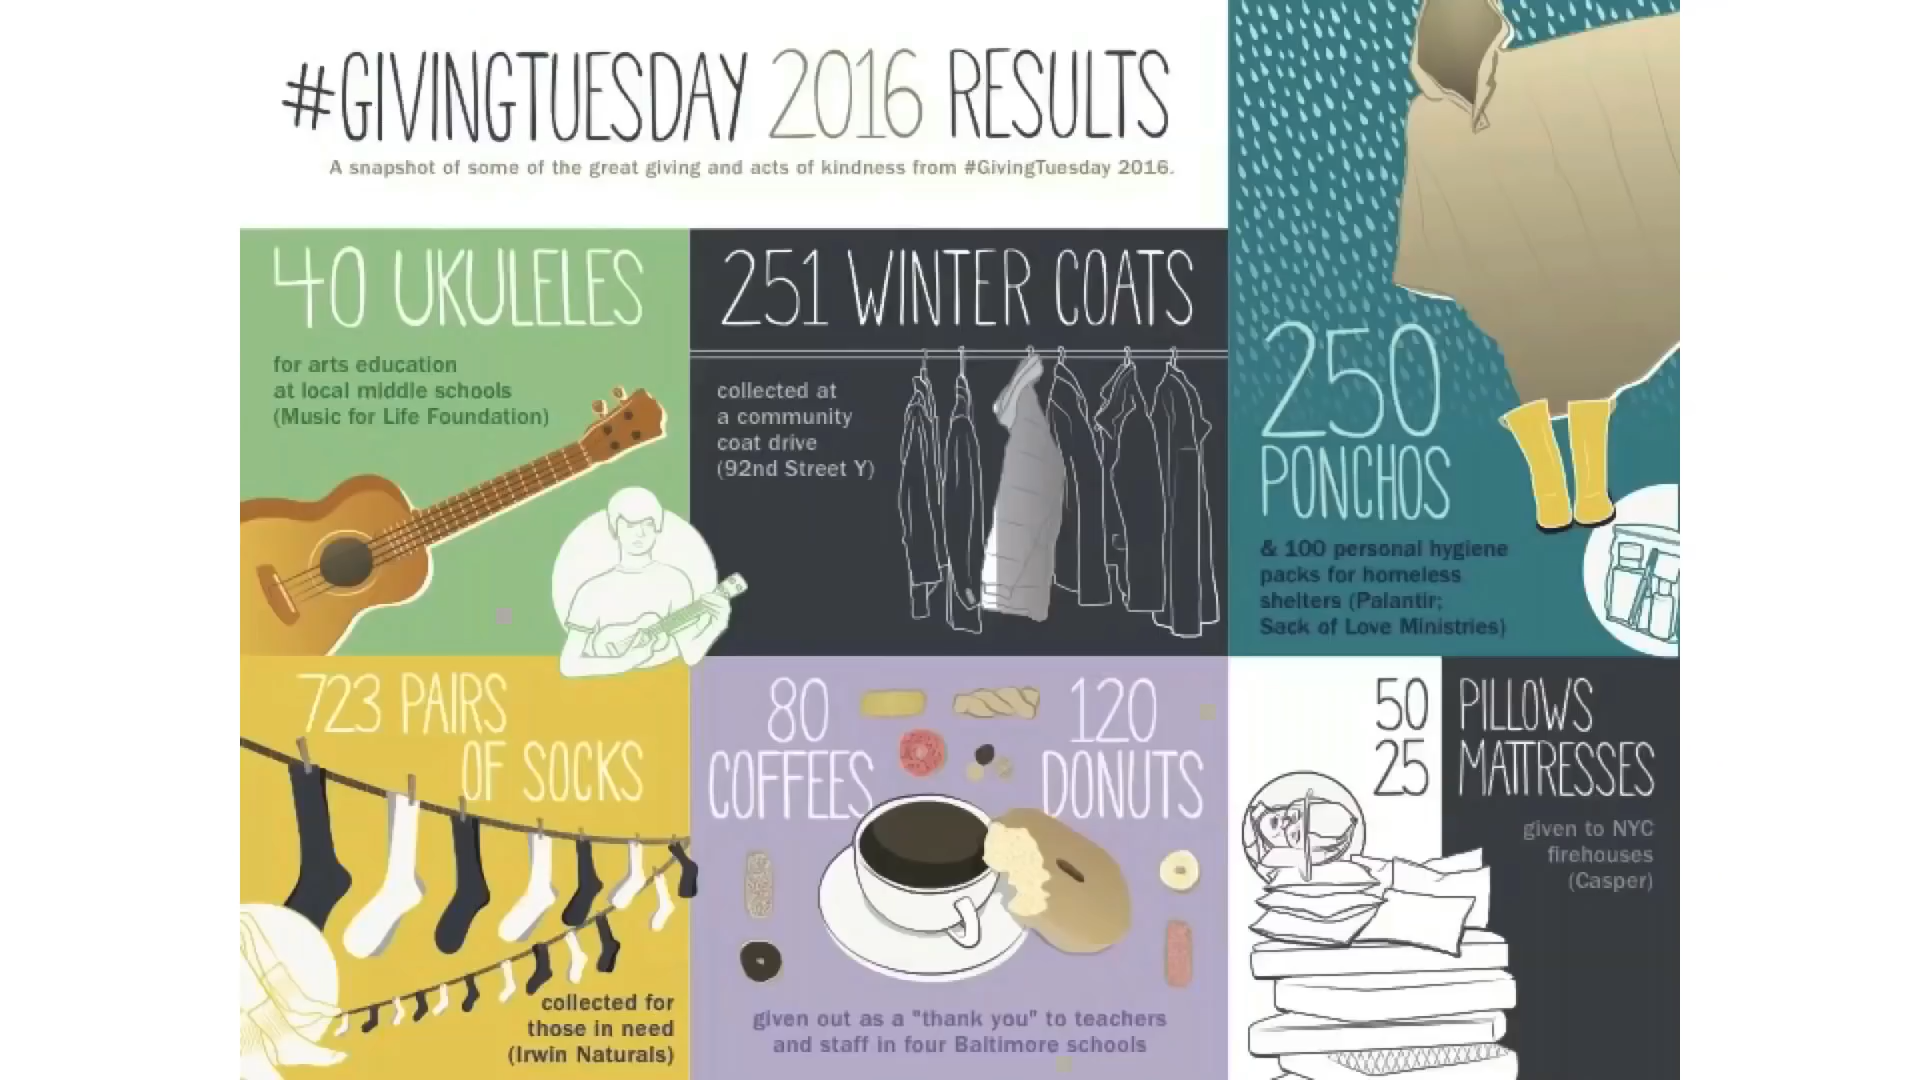 #GIVINGTUESDAY 2016 RESULTS
A snapshot of some of the great giving and acts of kindness from #GivingTuesday 2016.
40 UKULELES
for arts education
at local middle schools
(Music for Life Foundation)
251 WINTER COATS
collected at
a community
coat drive
(92nd Street Y)
250
PONCHOS
& 100 personal hygiene
packs for homeless
shelters (Palantir;
Sack of Love Ministries)
723 PAIRS
OF SOCKS
collected for
those in need
(Irwin Naturals)
80
COFFEES
120
DONUTS
given out as a "thank you" to teachers
and staff in four Baltimore schools
50 PILLOWS
25 MATTRESSES
given to NYC
firehouses
(Casper)